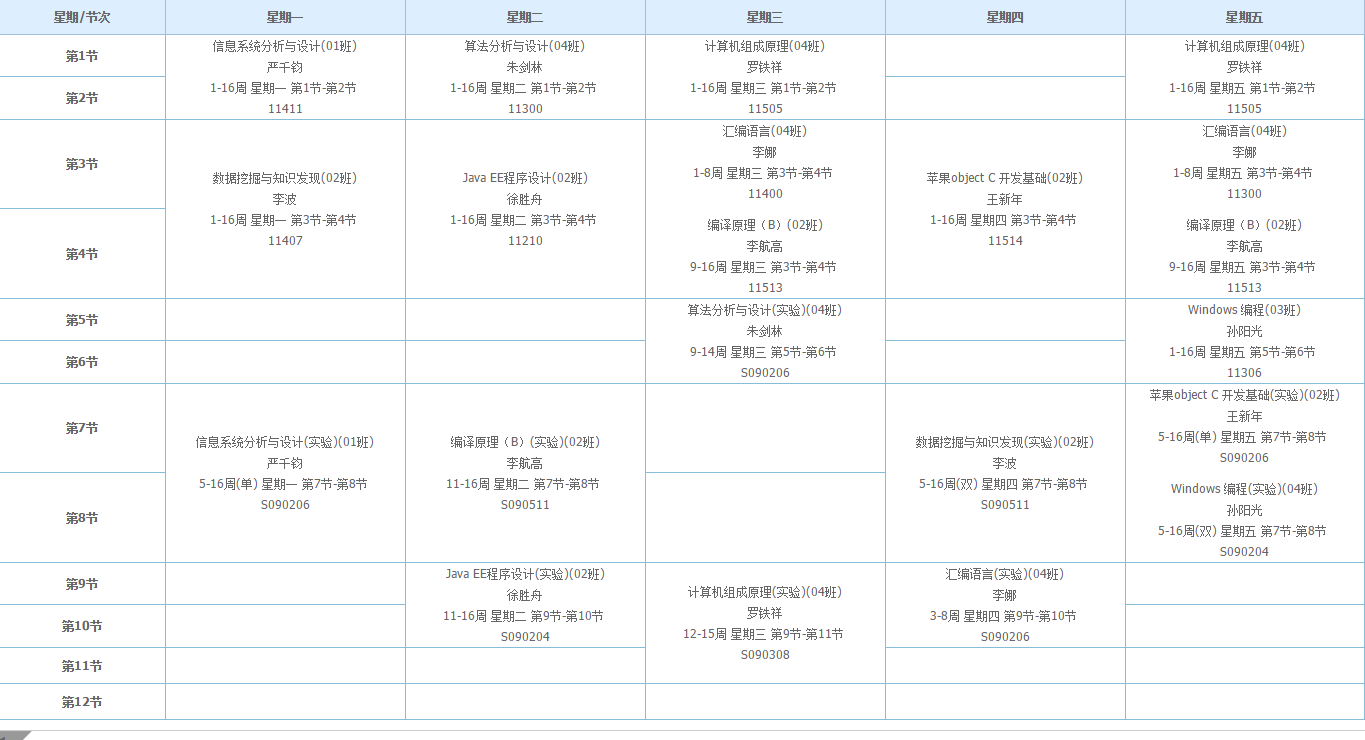 星期/节次 星期一 星期二 星期三 星期四 星期五
第1节
第2节
信息系统分析与设计(01班)
严千钧
1-16周 星期一 第1节-第2节
11411
算法分析与设计(04班)
朱剑林
1-16周 星期二 第1节-第2节
11300
计算机组成原理(04班)
罗铁祥
1-16周 星期三 第1节-第2节
11505
计算机组成原理(04班)
罗铁祥
1-16周 星期五 第1节-第2节
11505
第3节
第4节
数据挖掘与知识发现(02班)
李波
1-16周 星期一 第3节-第4节
11407
Java EE程序设计(02班)
徐胜舟
1-16周 星期二 第3节-第4节
11210
汇编语言(04班)
李娜
1-8周 星期三 第3节-第4节
11400
编译原理（B）(02班)
李航高
9-16周 星期三 第3节-第4节
11513
苹果object C 开发基础(02班)
王新年
1-16周 星期四 第3节-第4节
11514
汇编语言(04班)
李娜
1-8周 星期五 第3节-第4节
11300
编译原理（B）(02班)
李航高
9-16周 星期五 第3节-第4节
11513
第5节
第6节
算法分析与设计(实验)(04班)
朱剑林
9-14周 星期三 第5节-第6节
S090206
Windows 编程(03班)
孙阳光
1-16周 星期五 第5节-第6节
11306
第7节
第8节
信息系统分析与设计(实验)(01班)
严千钧
5-16周(单) 星期一 第7节-第8节
S090206
编译原理（B）(实验)(02班)
李航高
11-16周 星期二 第7节-第8节
S090511
数据挖掘与知识发现(实验)(02班)
李波
5-16周(双) 星期四 第7节-第8节
S090511
苹果object C 开发基础(实验)(02班)
王新年
5-16周(单) 星期五 第7节-第8节
S090206
Windows 编程(实验)(04班)
孙阳光
5-16周(双) 星期五 第7节-第8节
S090204
第9节
第10节
第11节
Java EE程序设计(实验)(02班)
徐胜舟
11-16周 星期二 第9节-第10节
S090204
计算机组成原理(实验)(04班)
罗铁祥
12-15周 星期三 第9节-第11节
S090308
汇编语言(实验)(04班)
李娜
3-8周 星期四 第9节-第10节
S090206
第12节